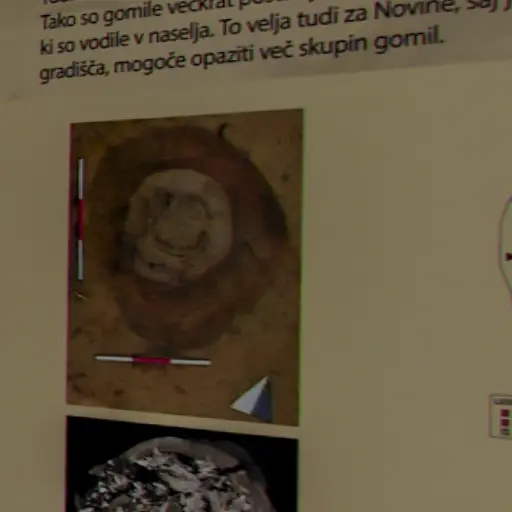 Tako so gomile večkrat
ki so vodile v naselja. To velja tudi za Novine, saj
gradišča, mogoče opaziti več skupin gomil.